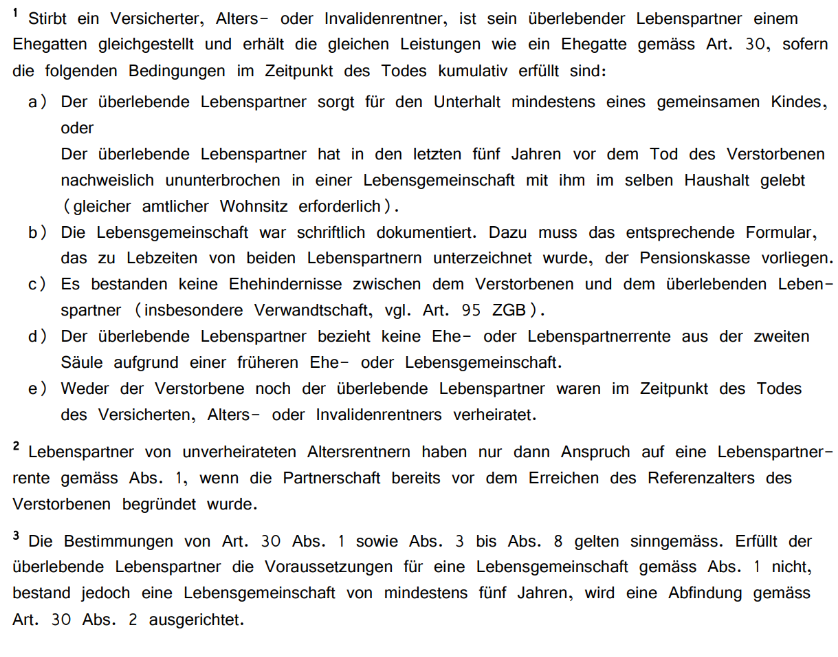 ¹ Stirbt ein Versicherter, Alters- oder Invalidenrentner, ist sein überlebender Lebenspartner einem
Ehegatten gleichgestellt und erhält die gleichen Leistungen wie ein Ehegatte gemäss Art. 30, sofern
die folgenden Bedingungen im Zeitpunkt des Todes kumulativ erfüllt sind:
a) Der überlebende Lebenspartner sorgt für den Unterhalt mindestens eines gemeinsamen Kindes,
oder
Der überlebende Lebenspartner hat in den letzten fünf Jahren vor dem Tod des Verstorbenen
nachweislich ununterbrochen in einer Lebensgemeinschaft mit ihm im selben Haushalt gelebt
(gleicher amtlicher Wohnsitz erforderlich).
b) Die Lebensgemeinschaft war schriftlich dokumentiert. Dazu muss das entsprechende Formular,
das zu Lebzeiten von beiden Lebenspartnern unterzeichnet wurde, der Pensionskasse vorliegen.
c) Es bestanden keine Ehehindernisse zwischen dem Verstorbenen und dem überlebenden Leben-
spartner (insbesondere Verwandtschaft, vgl. Art. 95 ZGB).
d) Der überlebende Lebenspartner bezieht keine Ehe- oder Lebenspartnerrente aus der zweiten
Säule aufgrund einer früheren Ehe- oder Lebensgemeinschaft.
e) Weder der Verstorbene noch der überlebende Lebenspartner waren im Zeitpunkt des Todes
des Versicherten, Alters- oder Invalidenrentners verheiratet.
² Lebenspartner von unverheirateten Altersrentnern haben nur dann Anspruch auf eine Lebenspartner-
rente gemäss Abs. 1, wenn die Partnerschaft bereits vor dem Erreichen des Referenzalters des
Verstorbenen begründet wurde.
³ Die Bestimmungen von Art. 30 Abs. 1 sowie Abs. 3 bis Abs. 8 gelten sinngemäss. Erfüllt der
überlebende Lebenspartner die Voraussetzungen für eine Lebensgemeinschaft gemäss Abs. 1 nicht,
bestand jedoch eine Lebensgemeinschaft von mindestens fünf Jahren, wird eine Abfindung gemäss
Art. 30 Abs. 2 ausgerichtet.